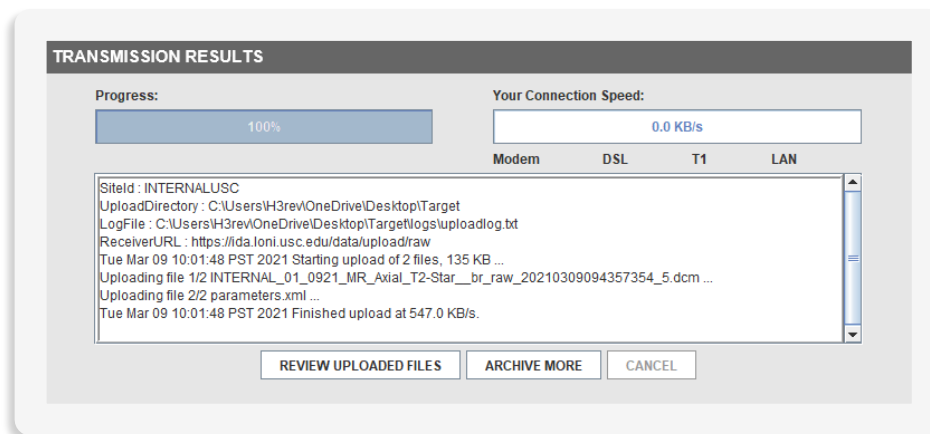 TRANSMISSION RESULTS
Progress:
Your Connection Speed:
100%
0.0 KB/s
Modem DSL T1 LAN
SiteId : INTERNALUSC
UploadDirectory : C:\Users\H3rev\OneDrive\Desktop\Target
LogFile : C:\Users\H3rev\OneDrive\Desktop\Target\logs\uploadlog.txt
ReceiverURL : https://ida.loni.usc.edu/data/upload/raw
Tue Mar 09 10:01:48 PST 2021 Starting upload of 2 files, 135 KB ...
Uploading file 1/2 INTERNAL_01_0921_MR_Axial_T2-Star__br_raw_20210309094357354_5.dcm ...
Uploading file 2/2 parameters.xml ...
Tue Mar 09 10:01:48 PST 2021 Finished upload at 547.0 KB/s.
REVIEW UPLOADED FILES
ARCHIVE MORE
CANCEL